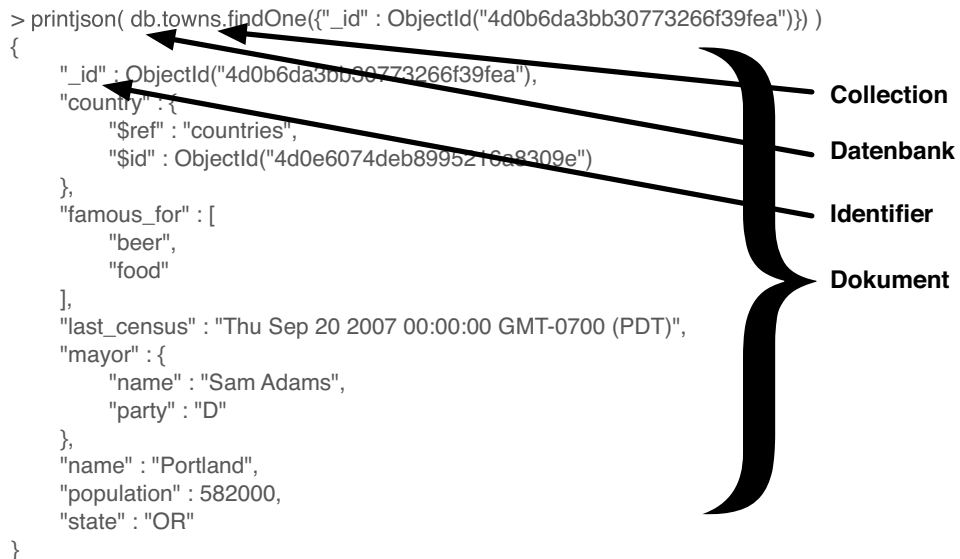 > printjson( db.towns.findOne({"_id" : ObjectId("4d0b6da3bb30773266f39fea")}) )
{
"_id" : ObjectId("4d0b6da3bb30773266f39fea"),
"country" : {
"$ref" : "countries",
"$id" : ObjectId("4d0e6074deb8995216a8309e")
},
"famous_for" : [
"beer",
"food"
],
"last_census" : "Thu Sep 20 2007 00:00:00 GMT-0700 (PDT)",
"mayor" : {
"name" : "Sam Adams",
"party" : "D"
},
"name" : "Portland",
"population" : 582000,
"state" : "OR"
}
Collection
Datenbank
Identifier
Dokument